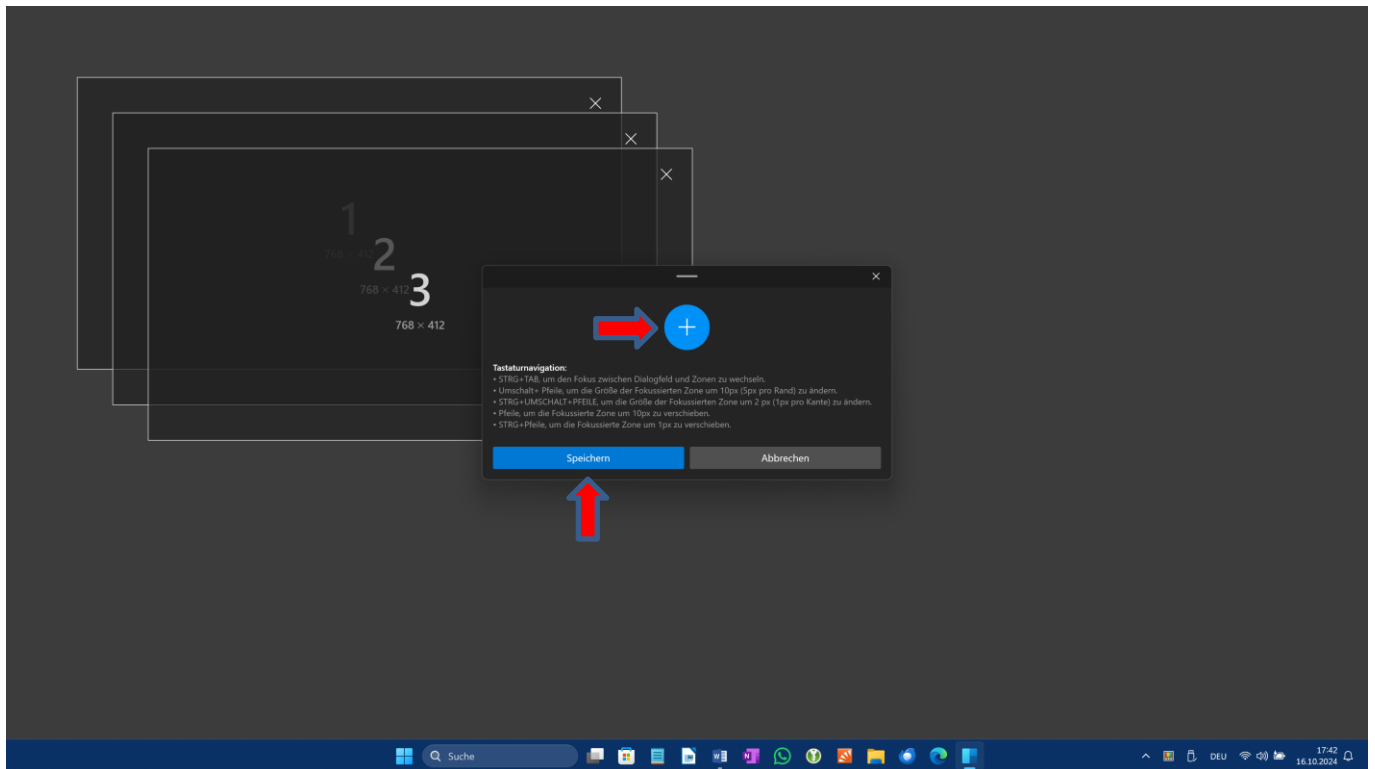 1
768 × 412
2
768 × 412
3
768 × 412
Tastaturnavigation:
• STRG+TAB, um den Fokus zwischen Dialogfeld und Zonen zu wechseln.
• Umschalt+ Pfeile, um die Größe der Fokussierten Zone um 10px (5px pro Rand) zu ändern.
• STRG+UMSCHALT+PFEILE, um die Größe der Fokussierten Zone um 2 px (1px pro Kante) zu ändern.
• Pfeile, um die Fokussierte Zone um 10px zu verschieben.
• STRG+Pfeile, um die Fokussierte Zone um 1px zu verschieben.
Speichern Abbrechen
Suche DEU 17:42
16.10.2024